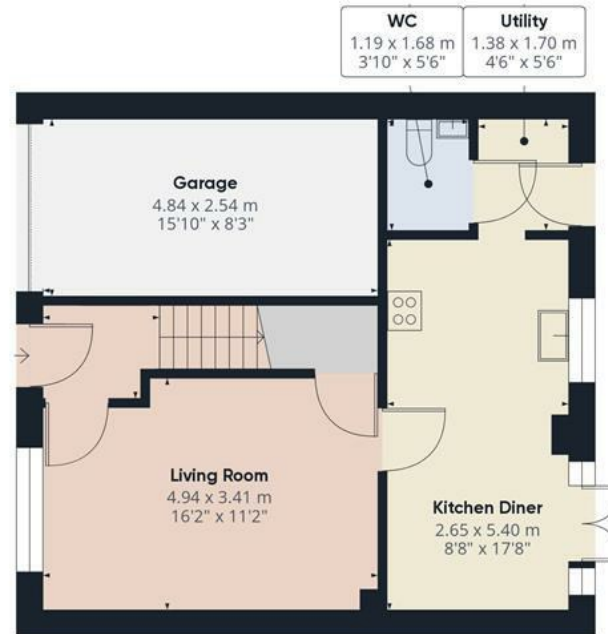 WC
1.19 x 1.68 m
3'10" x 5'6"
Utility
1.38 x 1.70 m
4'6" x 5'6"
Garage
4.84 x 2.54 m
15'10" x 8'3"
Living Room
4.94 x 3.41 m
16'2" x 11'2"
Kitchen Diner
2.65 x 5.40 m
8'8" x 17'8"